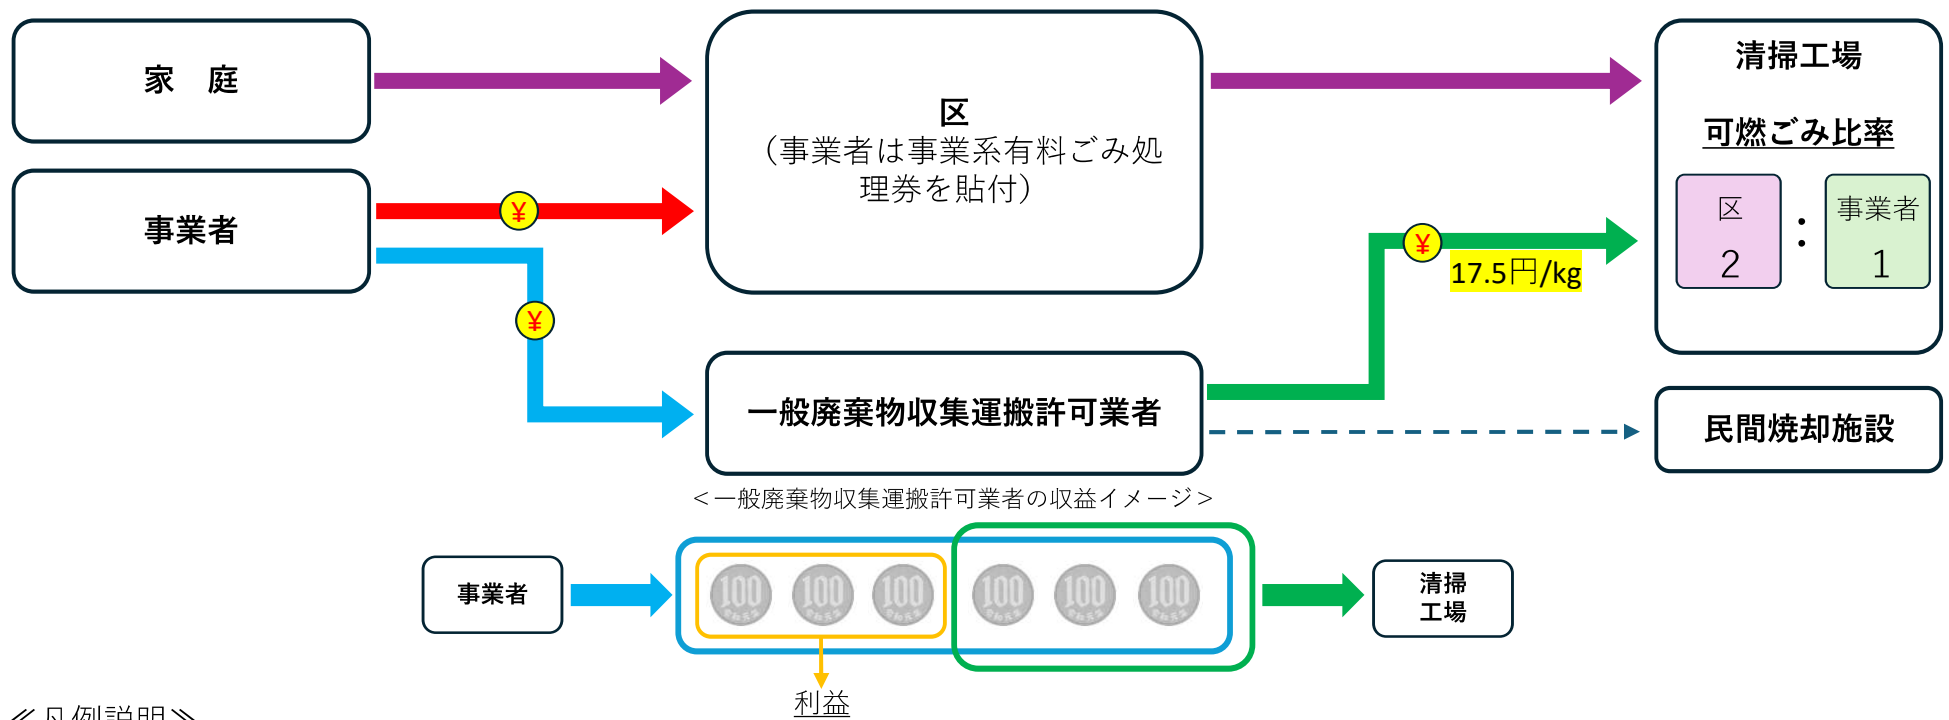 家　庭
事業者
¥
¥
区
（事業者は事業系有料ごみ処
理券を貼付）
一般廃棄物収集運搬許可業者
¥
17.5円/kg
清掃工場
可燃ごみ比率
区
2
：
事業者
1
民間焼却施設
＜一般廃棄物収集運搬許可業者の収益イメージ＞
事業者
100
100
100
100
100
100
清掃
工場
利益
≪凡例説明≫